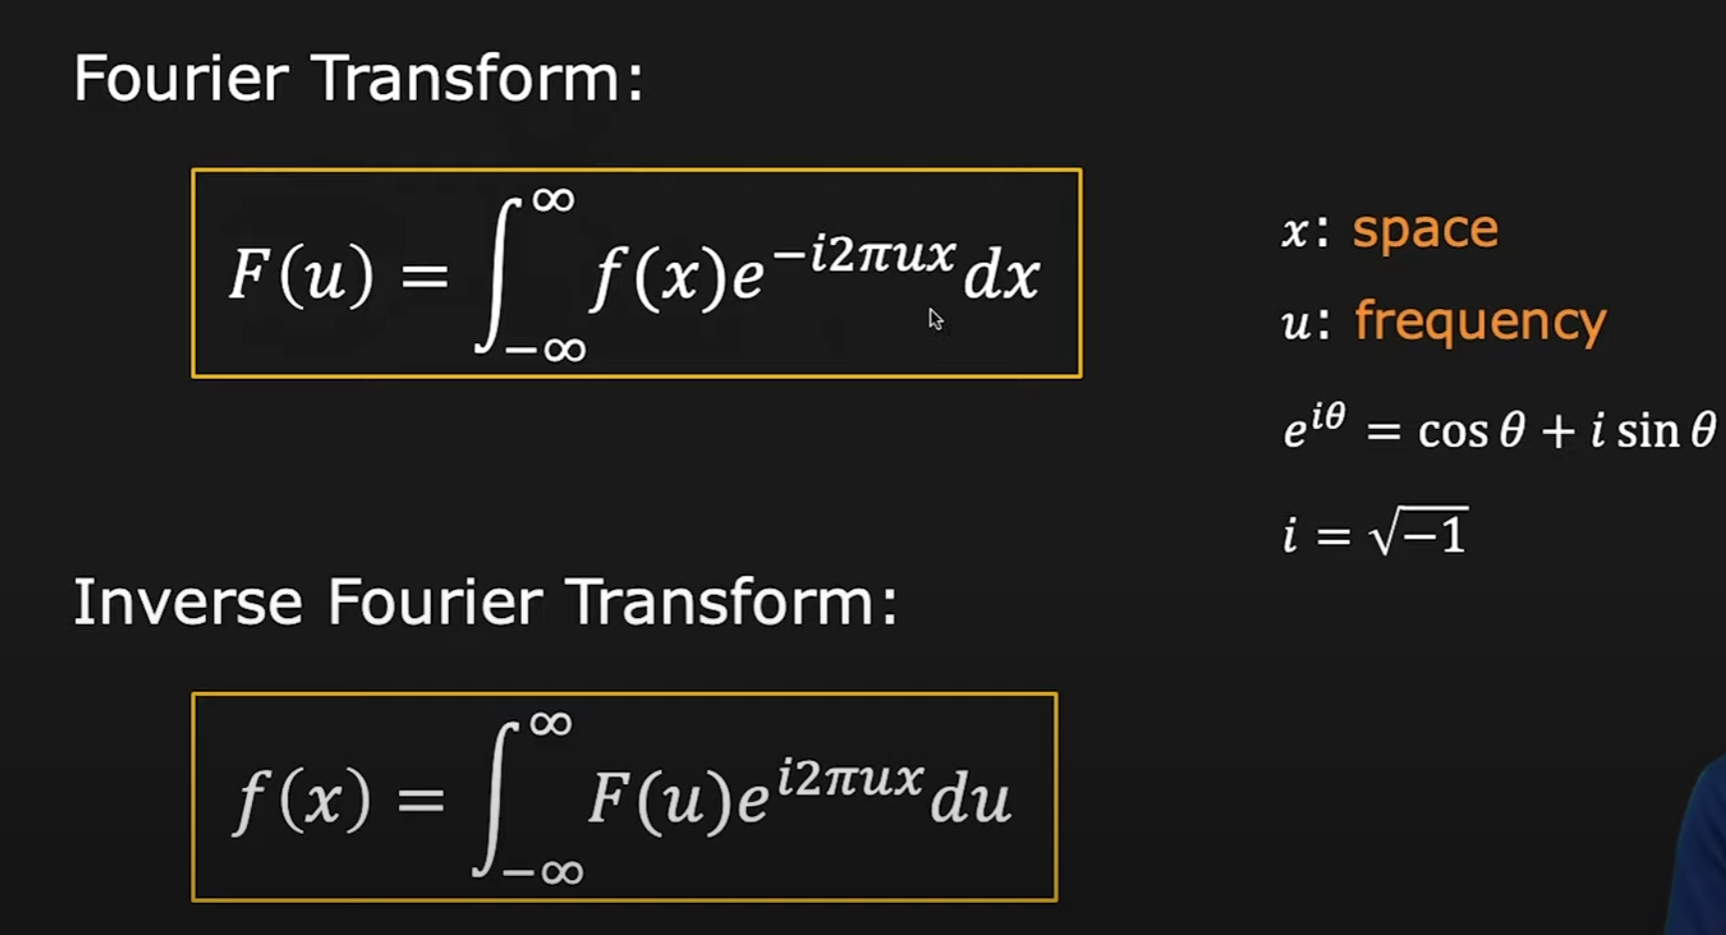 Fourier Transform:
F(u) = ∫_{-∞}^{∞} f(x)e^{-i2πux}dx
x: space
u: frequency
e^{iθ} = cos θ + i sin θ
i = √-1
Inverse Fourier Transform:
f(x) = ∫_{-∞}^{∞} F(u)e^{i2πux}du